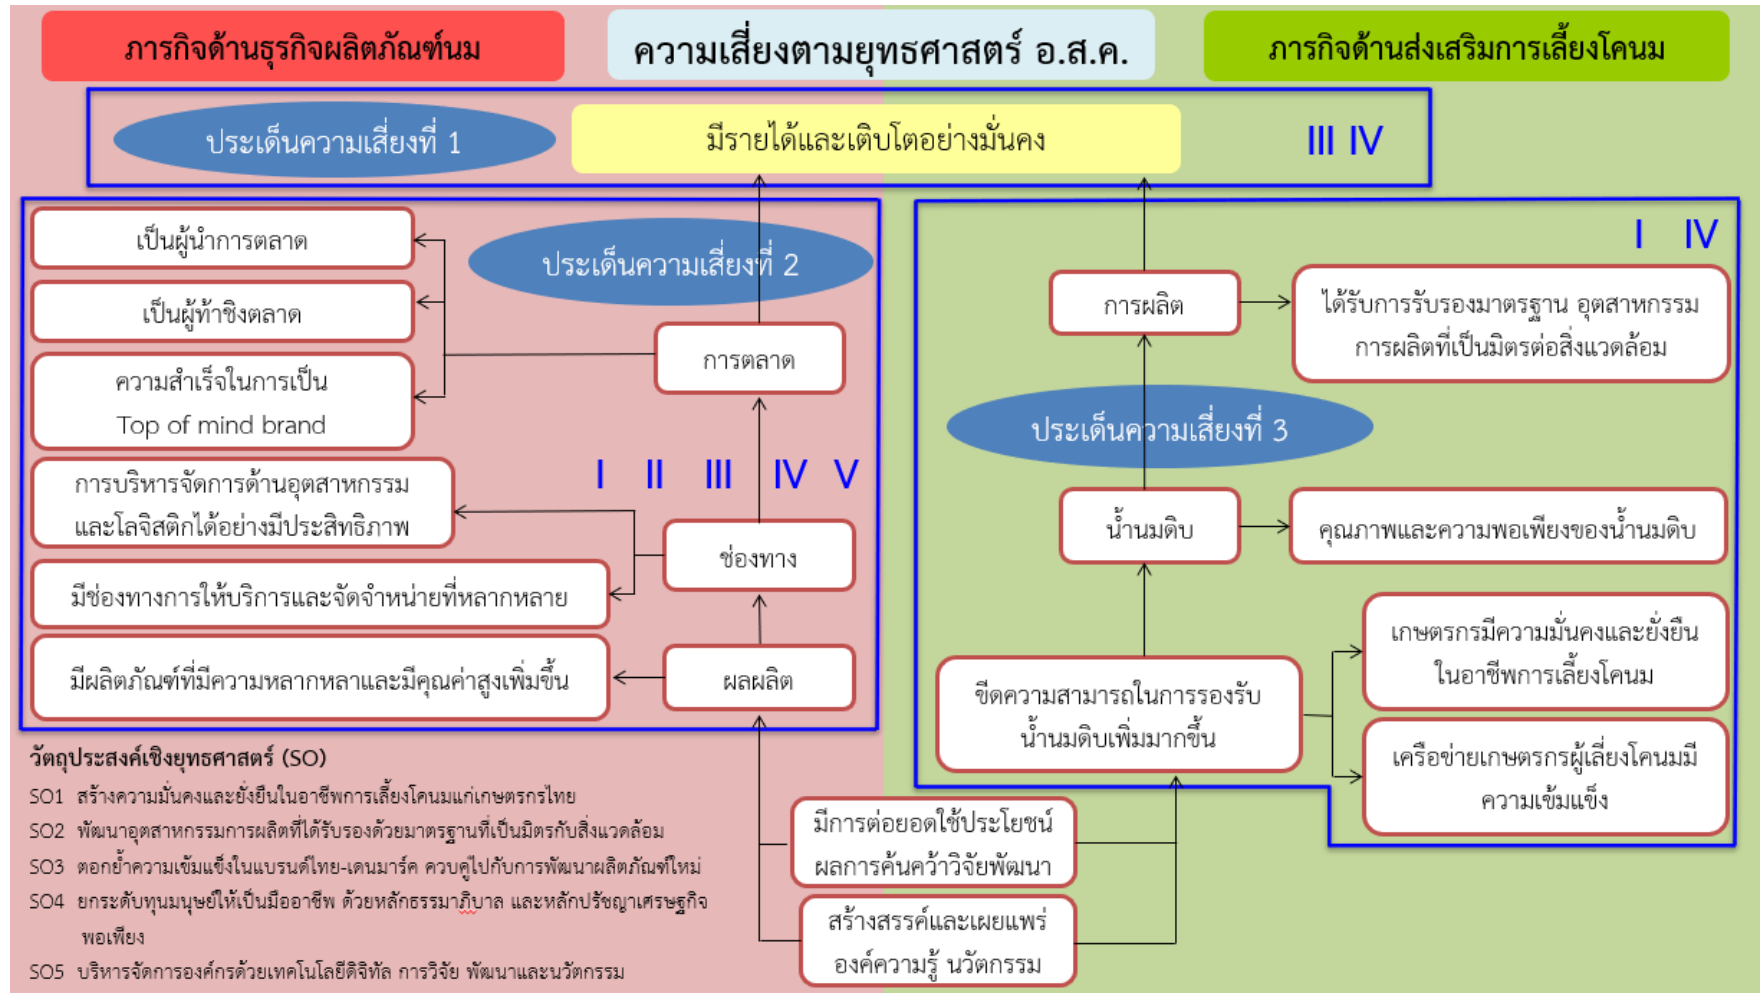 ภารกิจด้านธุรกิจผลิตภัณฑ์นม
ความเสี่ยงตามยุทธศาสตร์ อ.ส.ค.
ภารกิจด้านส่งเสริมการเลี้ยงโคนม
ประเด็นความเสี่ยงที่ 1
มีรายได้และเติบโตอย่างมั่นคง
III IV
เป็นผู้นำการตลาด
เป็นผู้ท้าชิงตลาด
ความสำเร็จในการเป็น
Top of mind brand
ประเด็นความเสี่ยงที่ 2
การตลาด
I II III IV V
การบริหารจัดการด้านอุตสาหกรรม
และโลจิสติกได้อย่างมีประสิทธิภาพ
ช่องทาง
มีช่องทางการให้บริการและจัดจำหน่ายที่หลากหลาย
มีผลิตภัณฑ์ที่มีความหลากหลาและมีคุณค่าสูงเพิ่มขึ้น
ผลผลิต
I IV
การผลิต
ได้รับการรับรองมาตรฐาน อุตสาหกรรม
การผลิตที่เป็นมิตรต่อสิ่งแวดล้อม
ประเด็นความเสี่ยงที่ 3
น้ำนมดิบ
คุณภาพและความพอเพียงของน้ำนมดิบ
ขีดความสามารถในการรองรับ
น้ำนมดิบเพิ่มมากขึ้น
เกษตรกรมีความมั่นคงและยั่งยืน
ในอาชีพการเลี้ยงโคนม
เครือข่ายเกษตรกรผู้เลี่ยงโคนมมี
ความเข้มแข็ง
มีการต่อยอดใช้ประโยชน์
ผลการค้นคว้าวิจัยพัฒนา
สร้างสรรค์และเผยแพร่
องค์ความรู้ นวัตกรรม
วัตถุประสงค์เชิงยุทธศาสตร์ (SO)
SO1 สร้างความมั่นคงและยั่งยืนในอาชีพการเลี้ยงโคนมแก่เกษตรกรไทย
SO2 พัฒนาอุตสาหกรรมการผลิตที่ได้รับรองด้วยมาตรฐานที่เป็นมิตรกับสิ่งแวดล้อม
SO3 ตอกย้ำความเข้มแข็งในแบรนด์ไทย-เดนมาร์ค ควบคู่ไปกับการพัฒนาผลิตภัณฑ์ใหม่
SO4 ยกระดับทุนมนุษย์ให้เป็นมืออาชีพ ด้วยหลักธรรมาภิบาล และหลักปรัชญาเศรษฐกิจ
พอเพียง
SO5 บริหารจัดการองค์กรด้วยเทคโนโลยีดิจิทัล การวิจัย พัฒนาและนวัตกรรม